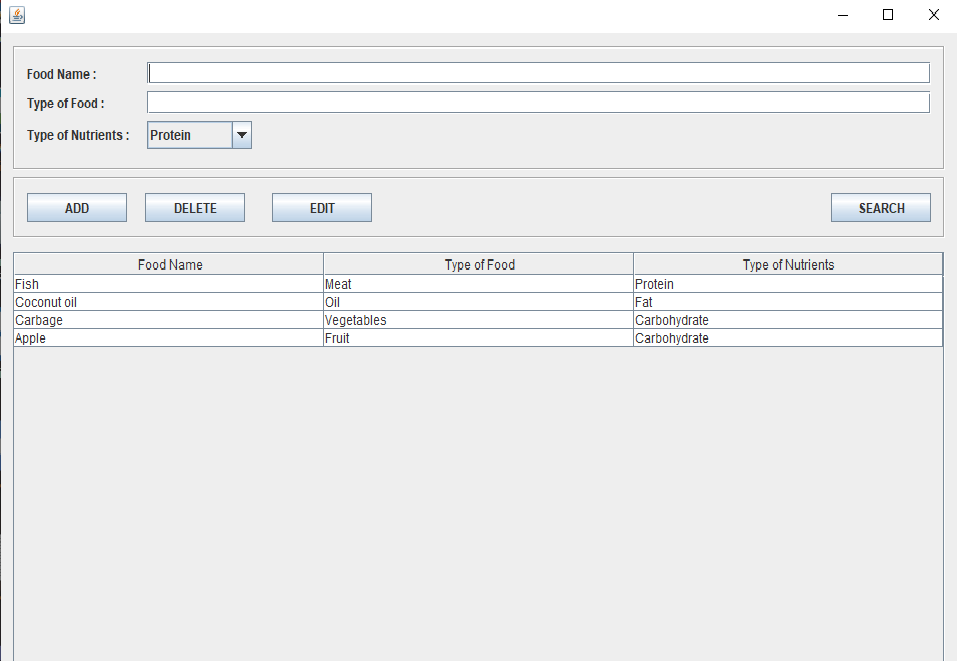 Food Name :
Type of Food :
Type of Nutrients : Protein
ADD DELETE EDIT SEARCH
Food Name Type of Food Type of Nutrients
Fish Meat Protein
Coconut oil Oil Fat
Carbage Vegetables Carbohydrate
Apple Fruit Carbohydrate